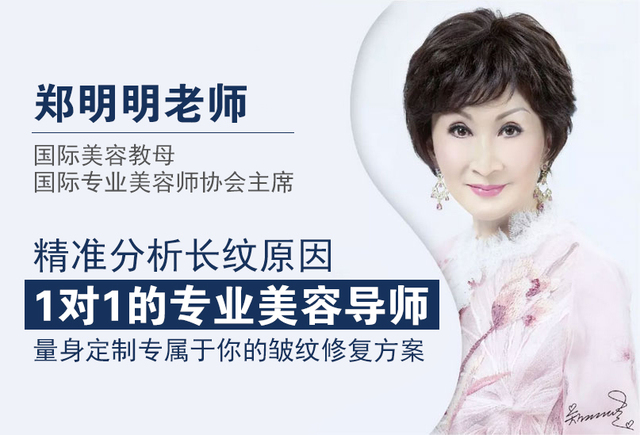 郑明明老师
国际美容教母
国际专业美容师协会主席
精准分析长纹原因
1对1的专业美容导师
量身定制专属于你的皱纹修复方案